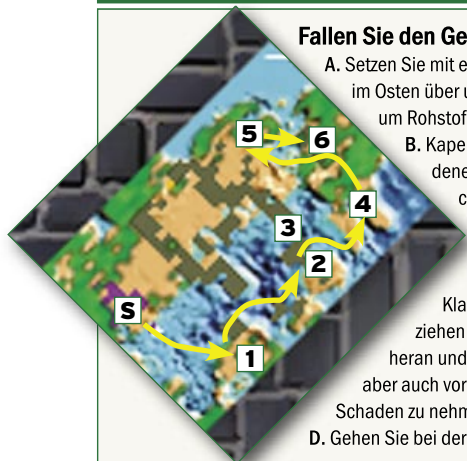 Fallen Sie den Ge
A. Setzen Sie mit e
im Osten über u
um Rohstof
B. Kape
dene
c
5
6
4
3
2
S
1
Kla
ziehen
heran und
aber auch vor
Schaden zu nehm
D. Gehen Sie bei der